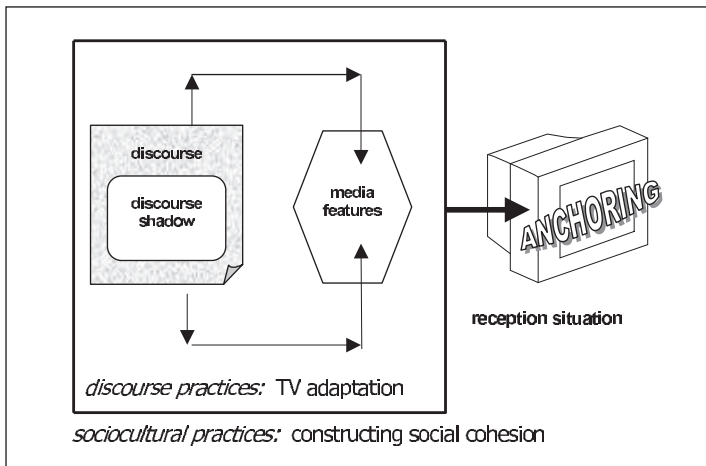 discourse
discourse
shadow
media
features
ANCHORING
reception situation
discourse practices: TV adaptation
sociocultural practices: constructing social cohesion